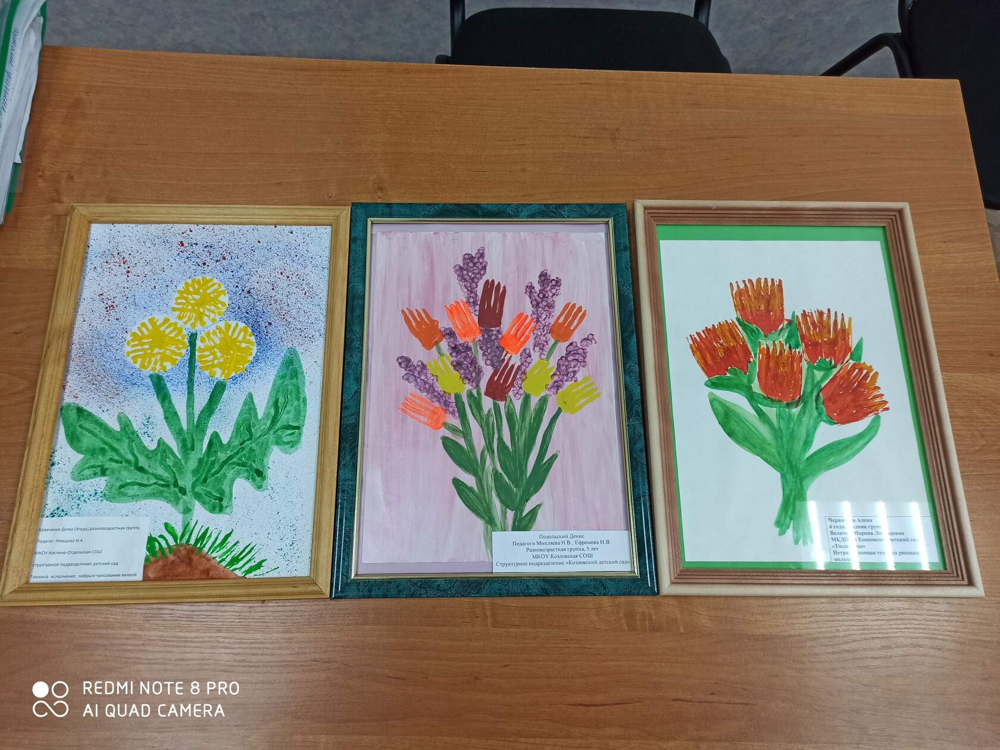 Кравченко Дима (4года),разновозрастная группа
Педагог: Немцова И.А.
МКОУ Костино-Отдельская СОШ
структурное подразделение детский сад
Техника исполнения: набрызг+рисование вилкой
Подольский Денис
Педагоги Микляева Н.В., Ефремова Н.В.
Разновозрастная группа, 5 лет
МКОУ Козловская СОШ
Структурное подразделение «Козловский детский сад»
Алена
4 года,
Марина
детский сад
REDMI NOTE 8 PRO
AI QUAD CAMERA